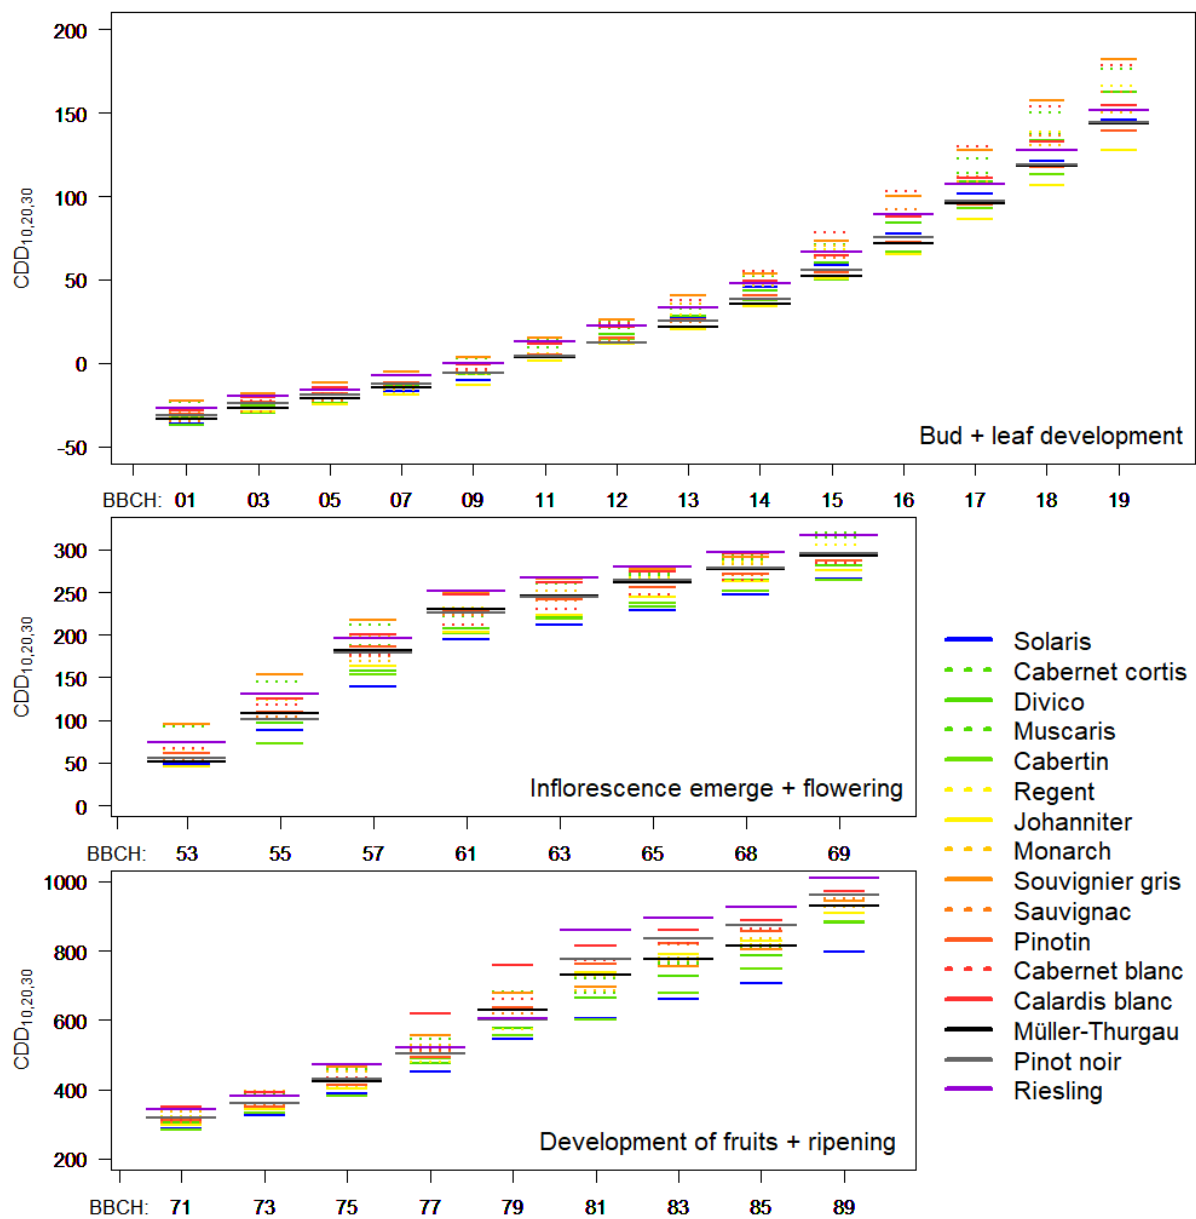 200
150
100
50
0
-50
CDD10,20,30
Bud + leaf development
BBCH: 01 03 05 07 09 11 12 13 14 15 16 17 18 19
300
250
200
150
100
50
0
CDD10,20,30
Inflorescence emerge + flowering
BBCH: 53 55 57 61 63 65 68 69
1000
800
600
400
200
CDD10,20,30
Development of fruits + ripening
BBCH: 71 73 75 77 79 81 83 85 89
Solaris
Cabernet cortis
Divico
Muscaris
Cabertin
Regent
Johanniter
Monarch
Souvignier gris
Sauvignac
Pinotin
Cabernet blanc
Calardis blanc
Müller-Thurgau
Pinot noir
Riesling